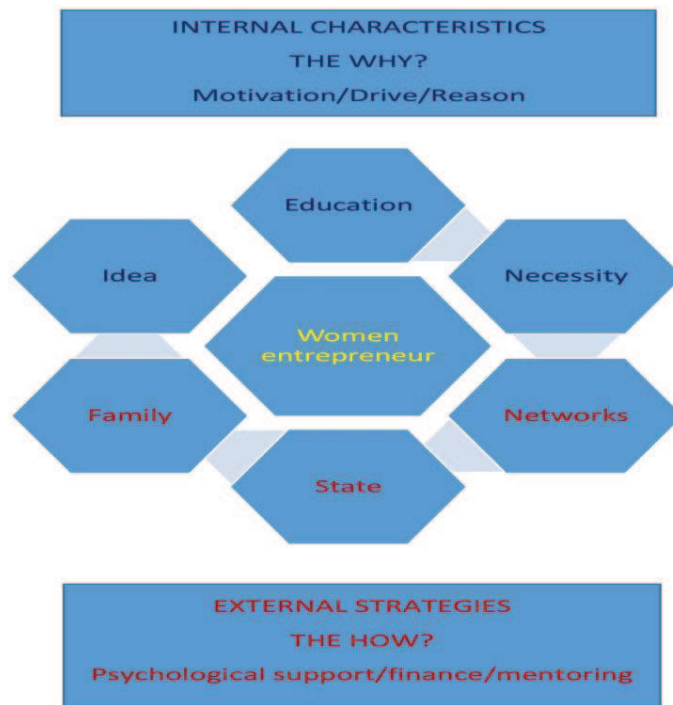 INTERNAL CHARACTERISTICS
THE WHY?
Motivation/Drive/Reason
Education
Idea
Necessity
Women
entrepreneur
Family
Networks
State
EXTERNAL STRATEGIES
THE HOW?
Psychological support/finance/mentoring